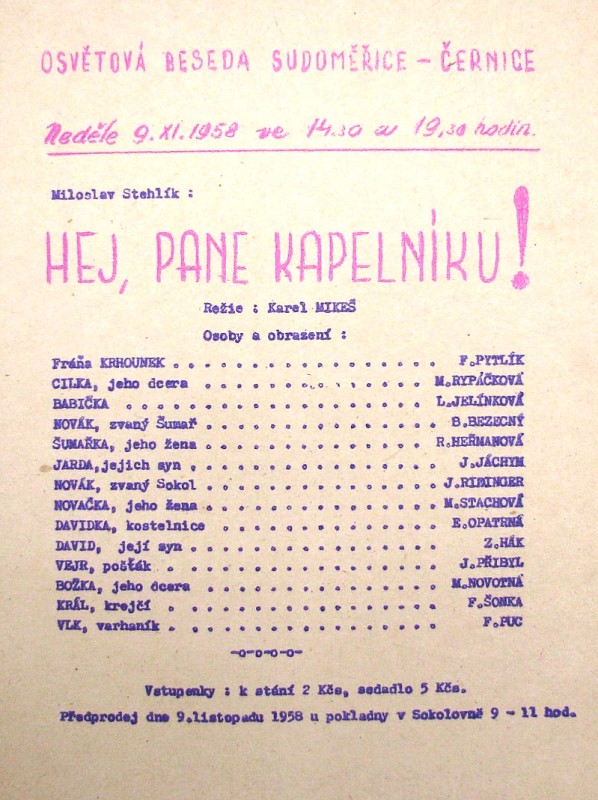 OSVĚTOVÁ BESEDA SUDOMĚŘICE - ČERNICE
Neděle 9.XI.1958 ve 14.30 a 19,30 hodin.
Miloslav Stehlík :
HEJ, PANE KAPELNÍKU!
Režie : Karel MIKEŠ
Osoby a obrazení :
Fráňa KRHOUNEK . . . . . . . . . . . . . . F.PYTLÍK
CILKA, jeho dcera . . . . . . . . . . . . M.RYPÁČKOVÁ
BABIČKA . . . . . . . . . . . . . . . . L.JELÍNKOVÁ
NOVÁK, zvaný Šumař . . . . . . . . . . . . B.BEZECNÝ
ŠUMAŘKA, jeho žena . . . . . . . . . . . . R.HEŘMANOVÁ
JARDA,jejich syn . . . . . . . . . . . . . J.JÁCHYM
NOVÁK, zvaný Sokol . . . . . . . . . . . . J.RIBINGER
NOVAČKA, jeho žena . . . . . . . . . . . . M.STACHOVÁ
DAVIDKA, kostelnice . . . . . . . . . . . E.OPATRNÁ
DAVID, její syn . . . . . . . . . . . . . Z.HÁK
VEJR, pošťák . . . . . . . . . . . . . . J.PŘIBYL
BOŽKA, jeho dcera . . . . . . . . . . . . M.NOVOTNÁ
KRÁL, krejčí . . . . . . . . . . . . . . F.ŠONKA
VLK, varhaník . . . . . . . . . . . . . . F.PUC
-o-o-o-o-
Vstupenky : k stání 2 Kčs, sedadlo 5 Kčs.
Předprodej dne 9.listopadu 1958 u pokladny v Sokolovně 9 - 11 hod.